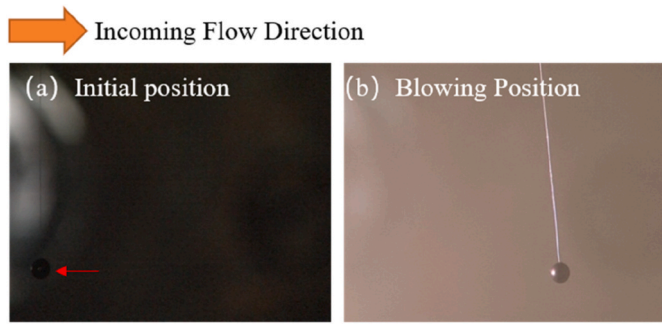 Incoming Flow Direction
(a) Initial position
(b) Blowing Position